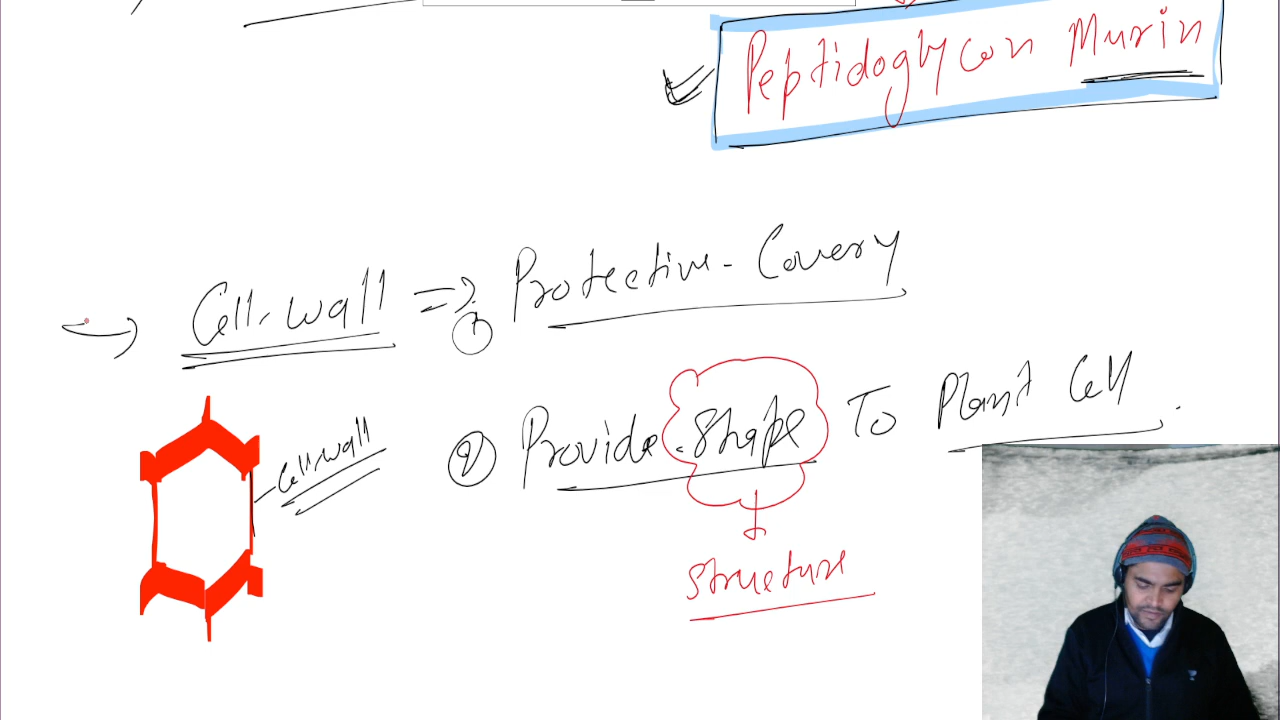 Peptidoglycan Murin
Cell-wall => ① Protective-Covery
② Provide Shape To Plant Cell
Cell-wall
Structure